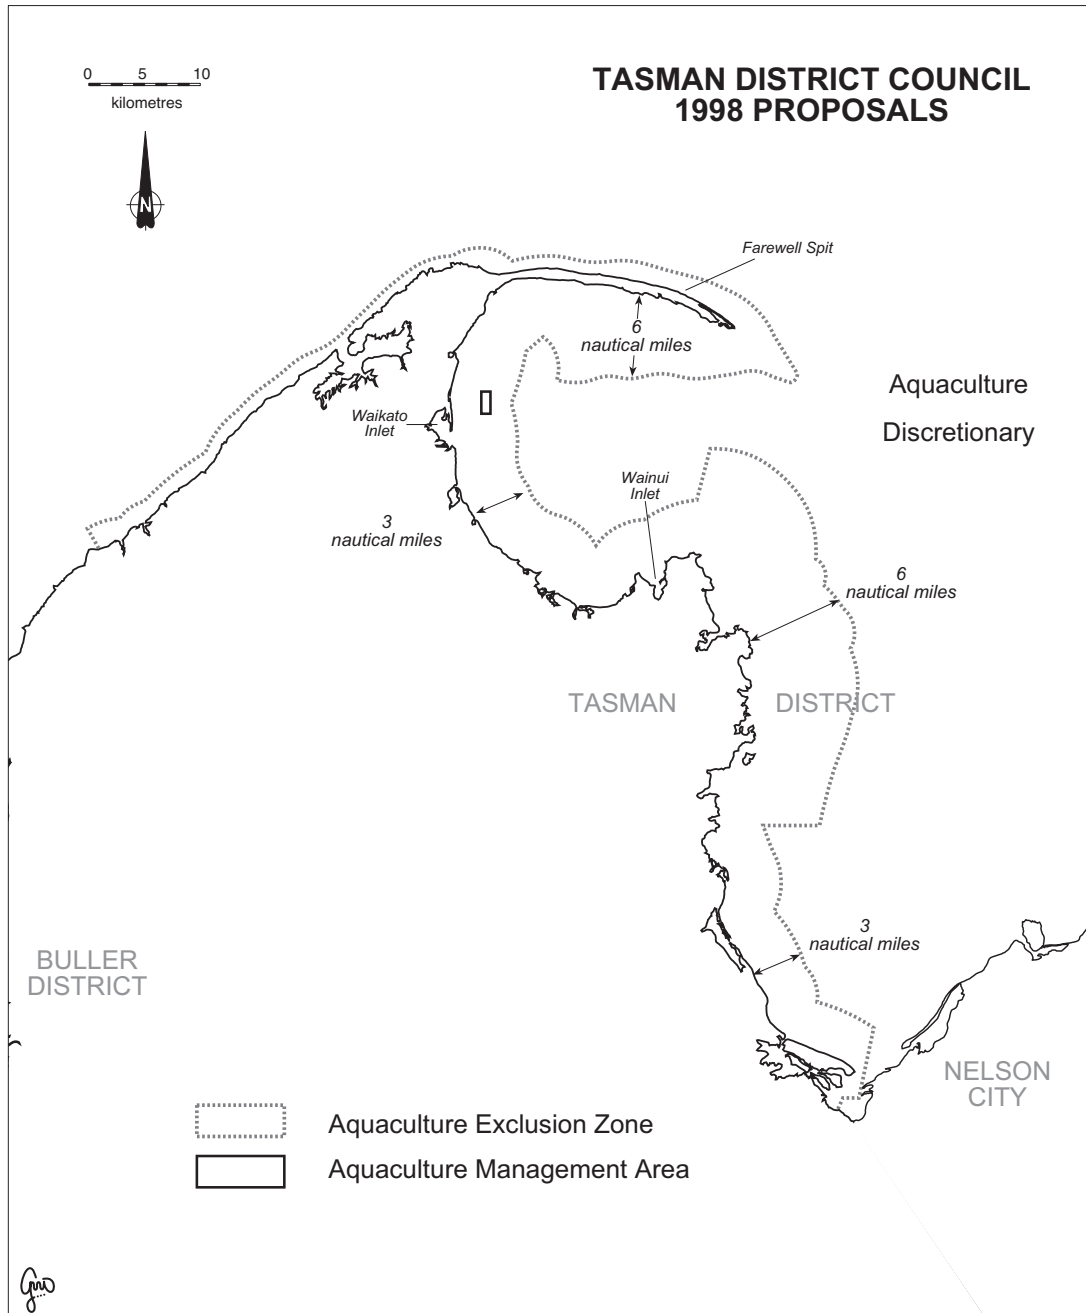 TASMAN DISTRICT COUNCIL
1998 PROPOSALS
0 5 10
kilometres
N
Farewell Spit
6
nautical miles
Aquaculture
Discretionary
Waikato
Inlet
Wainui
Inlet
3
nautical miles
6
nautical miles
TASMAN DISTRICT
3
nautical miles
BULLER
DISTRICT
NELSON
CITY
Aquaculture Exclusion Zone
Aquaculture Management Area